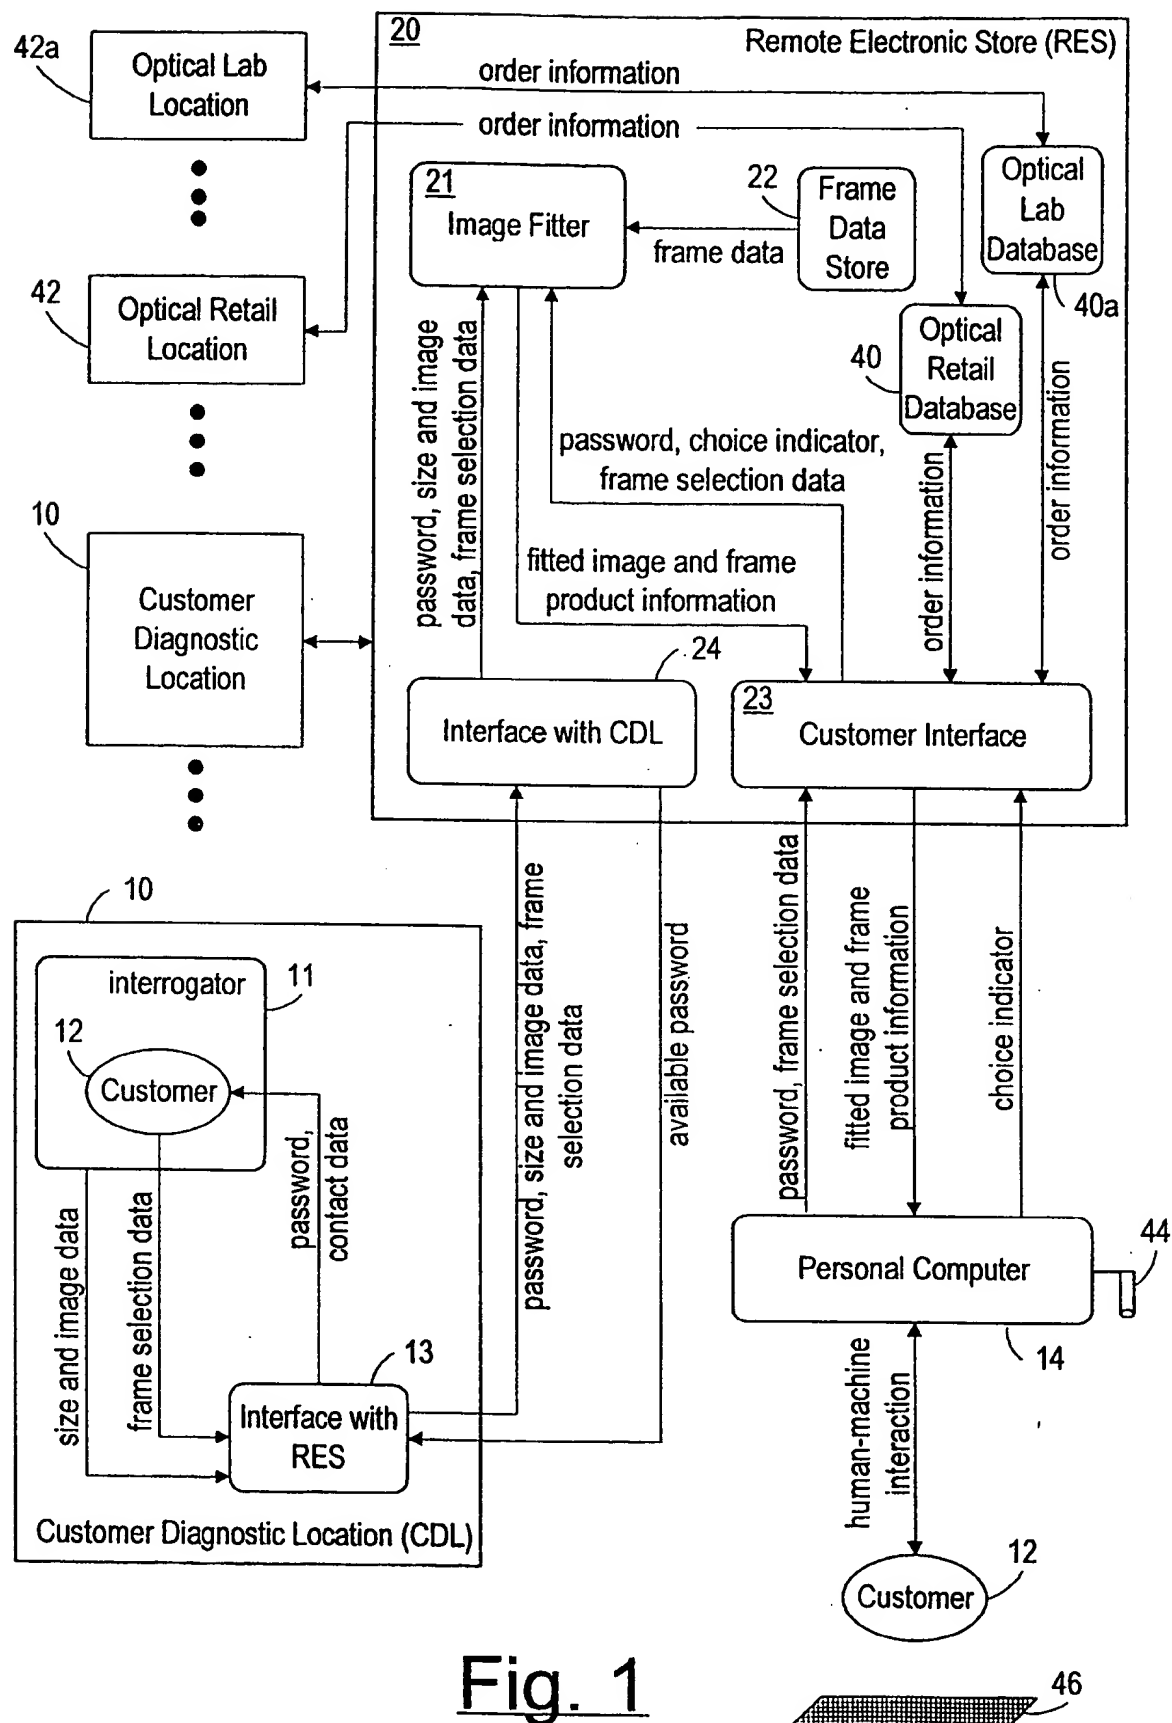 42a
Optical Lab
Location
20
Remote Electronic Store (RES)
order information
order information
21
Image Fitter
22
Frame
Data
Store
frame data
Optical
Lab
Database
40a
42
Optical Retail
Location
40
Optical
Retail
Database
password, size and image
data, frame selection data
password, choice indicator,
frame selection data
order information
order information
10
Customer
Diagnostic
Location
fitted image and frame
product information
24
Interface with CDL
23
Customer Interface
10
interrogator
11
12
Customer
password,
contact data
size and image data
frame selection data
13
Interface with
RES
Customer Diagnostic Location (CDL)
password, size and image data, frame
selection data
available password
password, frame selection data
fitted image and frame
product information
choice indicator
Personal Computer
44
14
human-machine
interaction
Customer
12
Fig. 1
46